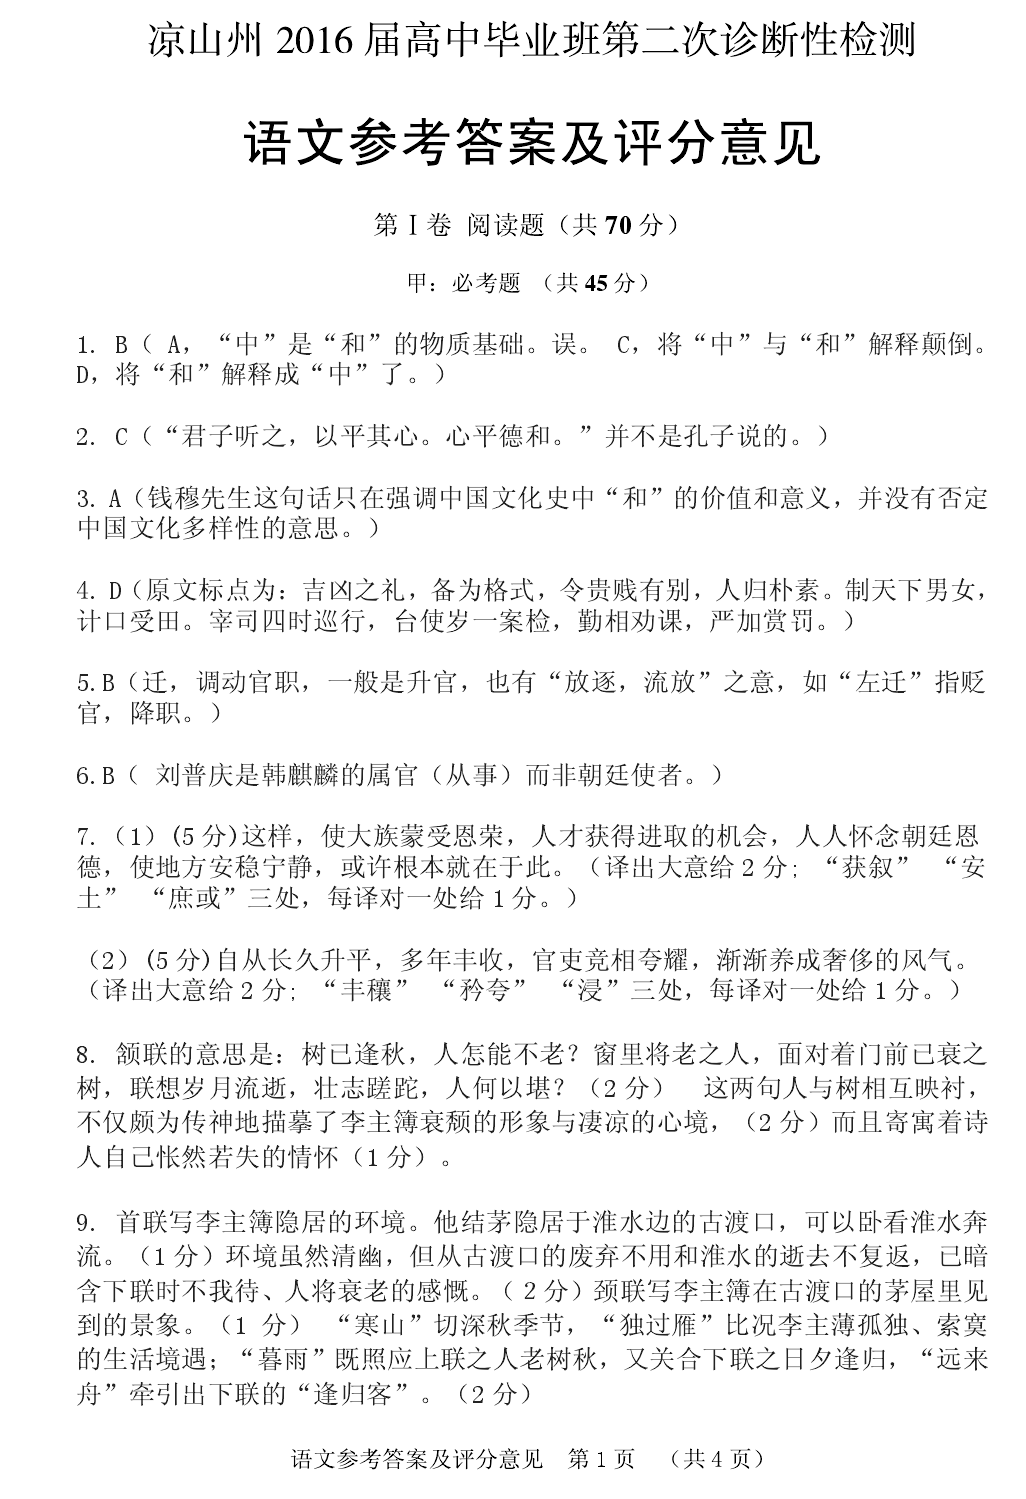 凉山州 2016 届高中毕业班第二次诊断性检测
语文参考答案及评分意见
第Ⅰ卷 阅读题（共 70 分）
甲：必考题 （共 45 分）
1. B（ A，“中”是“和”的物质基础。误。 C，将“中”与“和”解释颠倒。
D，将“和”解释成“中”了。）
2. C（“君子听之，以平其心。心平德和。”并不是孔子说的。）
3. A（钱穆先生这句话只在强调中国文化史中“和”的价值和意义，并没有否定
中国文化多样性的意思。）
4. D（原文标点为：吉凶之礼，备为格式，令贵贱有别，人归朴素。制天下男女，
计口受田。宰司四时巡行，台使岁一案检，勤相劝课，严加赏罚。）
5.B（迁，调动官职，一般是升官，也有“放逐，流放”之意，如“左迁”指贬
官，降职。）
6.B（ 刘普庆是韩麒麟的属官（从事）而非朝廷使者。）
7.（1）(5 分)这样，使大族蒙受恩荣，人才获得进取的机会，人人怀念朝廷恩
德，使地方安稳宁静，或许根本就在于此。（译出大意给 2 分；“获叙” “安
土” “庶或”三处，每译对一处给 1 分。）
（2）(5 分)自从长久升平，多年丰收，官吏竞相夸耀，渐渐养成奢侈的风气。
（译出大意给 2 分；“丰穰” “矜夸” “浸”三处，每译对一处给 1 分。）
8. 颔联的意思是：树已逢秋，人怎能不老？窗里将老之人，面对着门前已衰之
树，联想岁月流逝，壮志蹉跎，人何以堪？（2 分） 这两句人与树相互映衬，
不仅颇为传神地描摹了李主簿衰颓的形象与凄凉的心境，（2 分）而且寄寓着诗
人自己怅然若失的情怀（1 分）。
9. 首联写李主簿隐居的环境。他结茅隐居于淮水边的古渡口，可以卧看淮水奔
流。（1 分）环境虽然清幽，但从古渡口的废弃不用和淮水的逝去不复返，已暗
含下联时不我待、人将衰老的感慨。（ 2 分）颈联写李主簿在古渡口的茅屋里见
到的景象。（1 分） “寒山”切深秋季节，“独过雁”比况李主薄孤独、索寞
的生活境遇；“暮雨”既照应上联之人老树秋，又关合下联之日夕逢归，“远来
舟”牵引出下联的“逢归客”。（2 分）
语文参考答案及评分意见 第 1 页 （共 4 页）